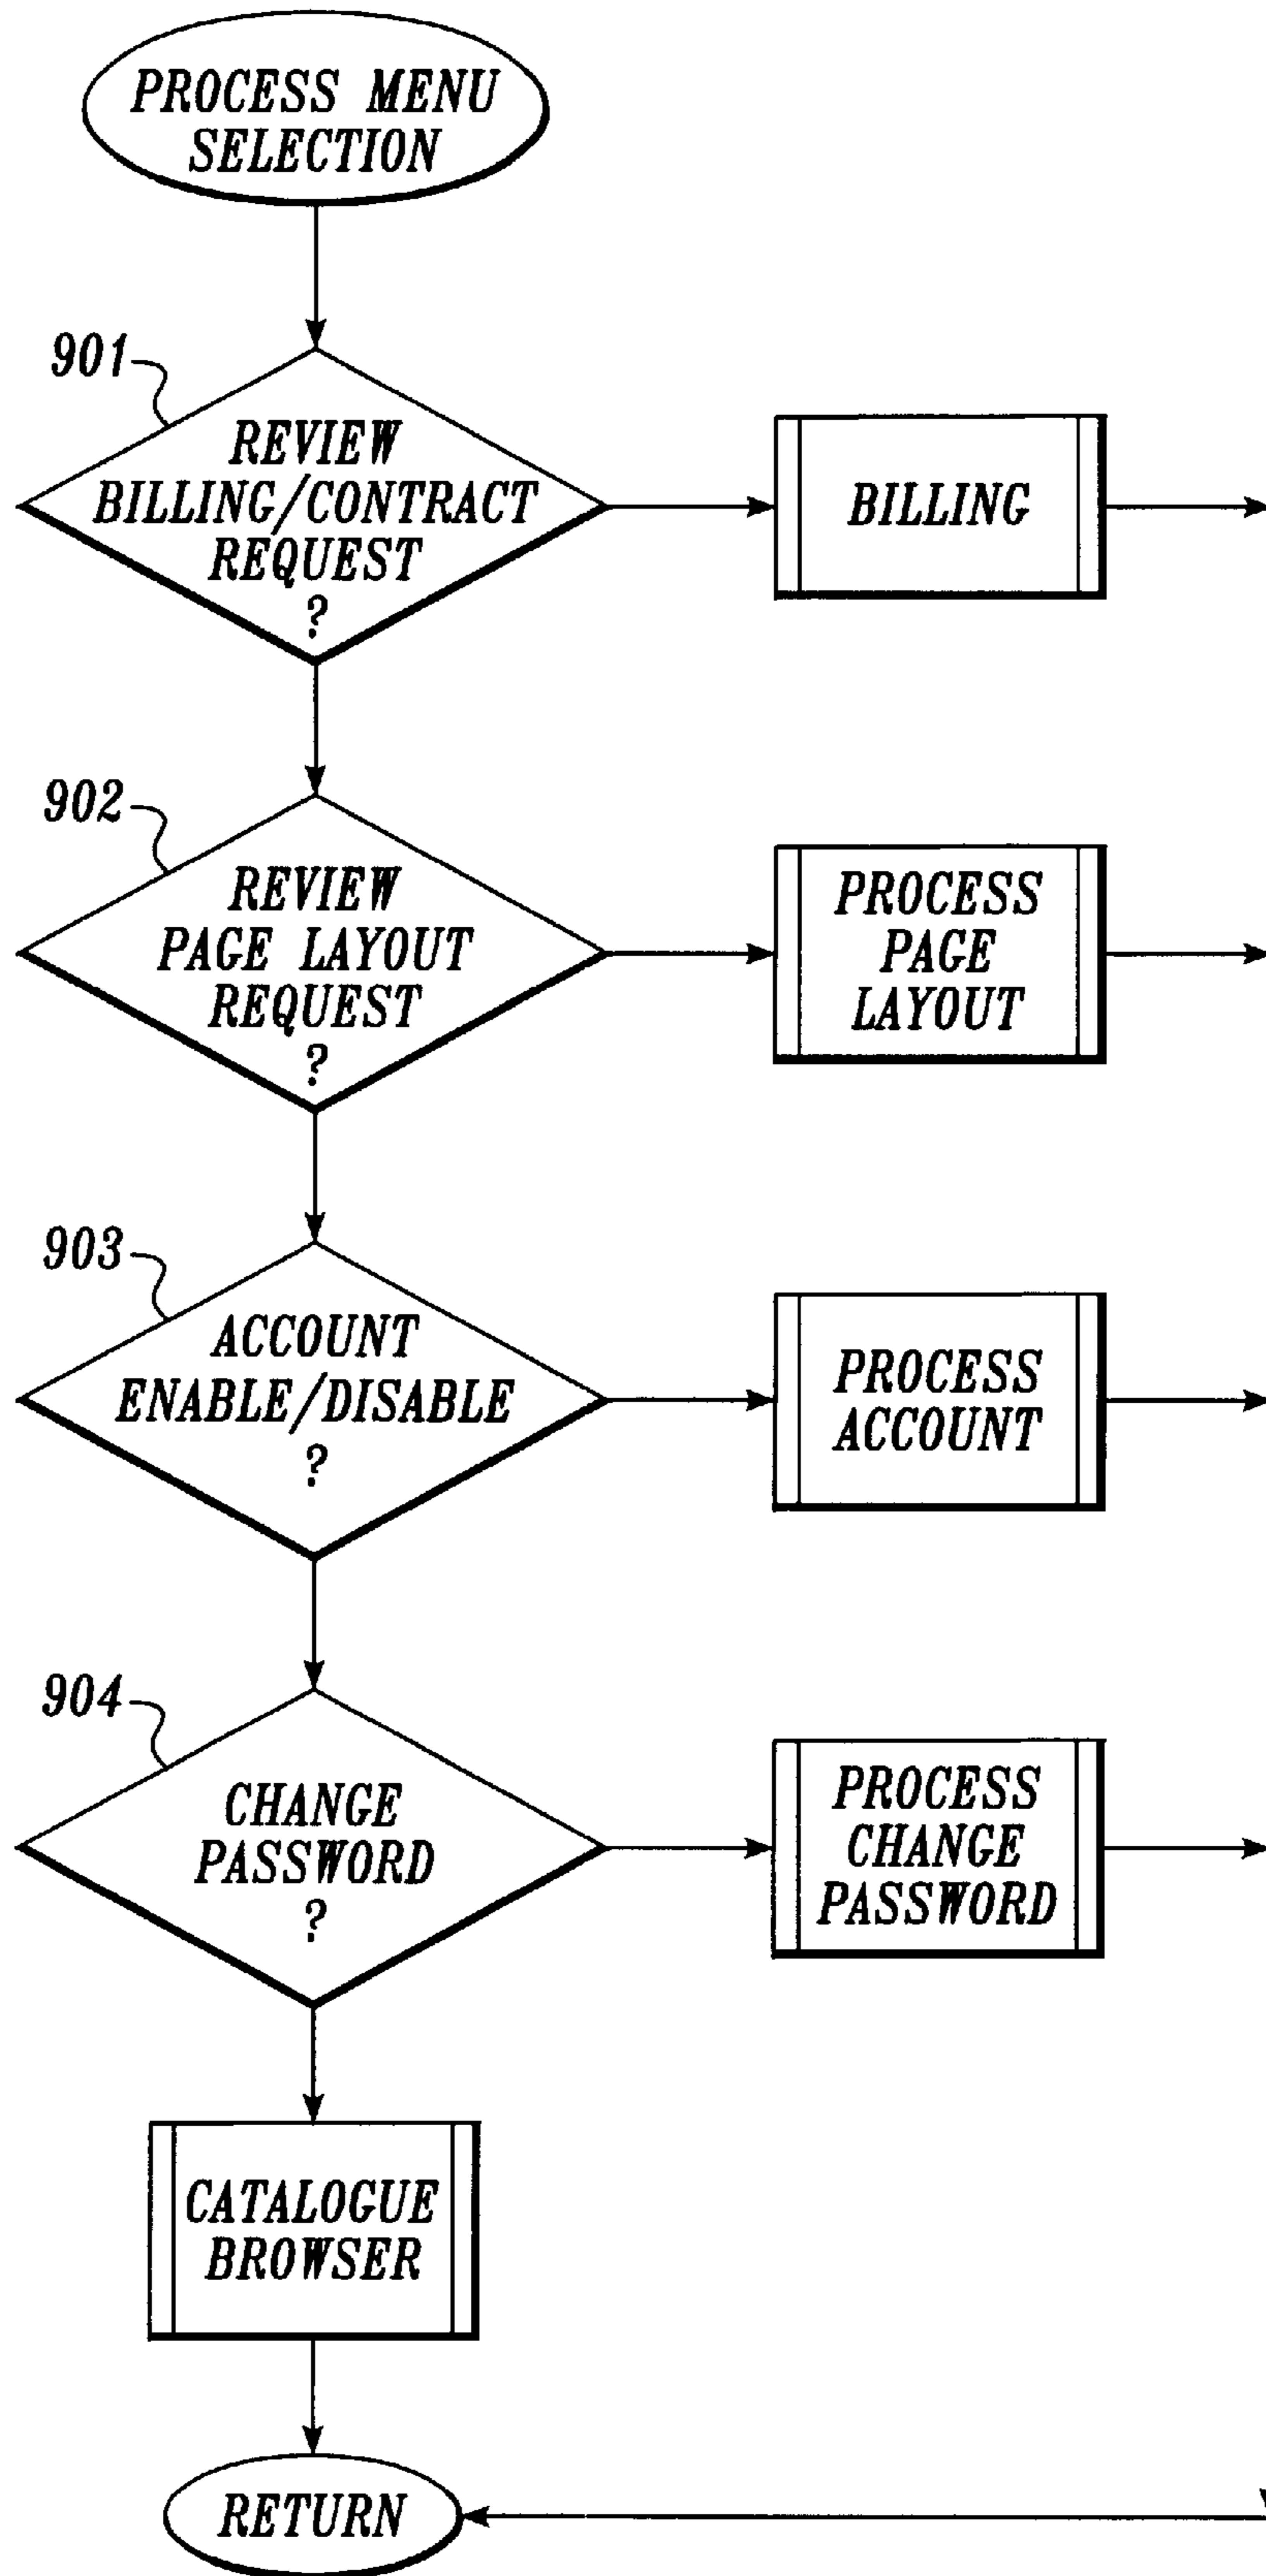 PROCESS MENU
SELECTION
901
REVIEW
BILLING/CONTRACT
REQUEST
?
BILLING
902
REVIEW
PAGE LAYOUT
REQUEST
?
PROCESS
PAGE
LAYOUT
903
ACCOUNT
ENABLE/DISABLE
?
PROCESS
ACCOUNT
904
CHANGE
PASSWORD
?
PROCESS
CHANGE
PASSWORD
CATALOGUE
BROWSER
RETURN